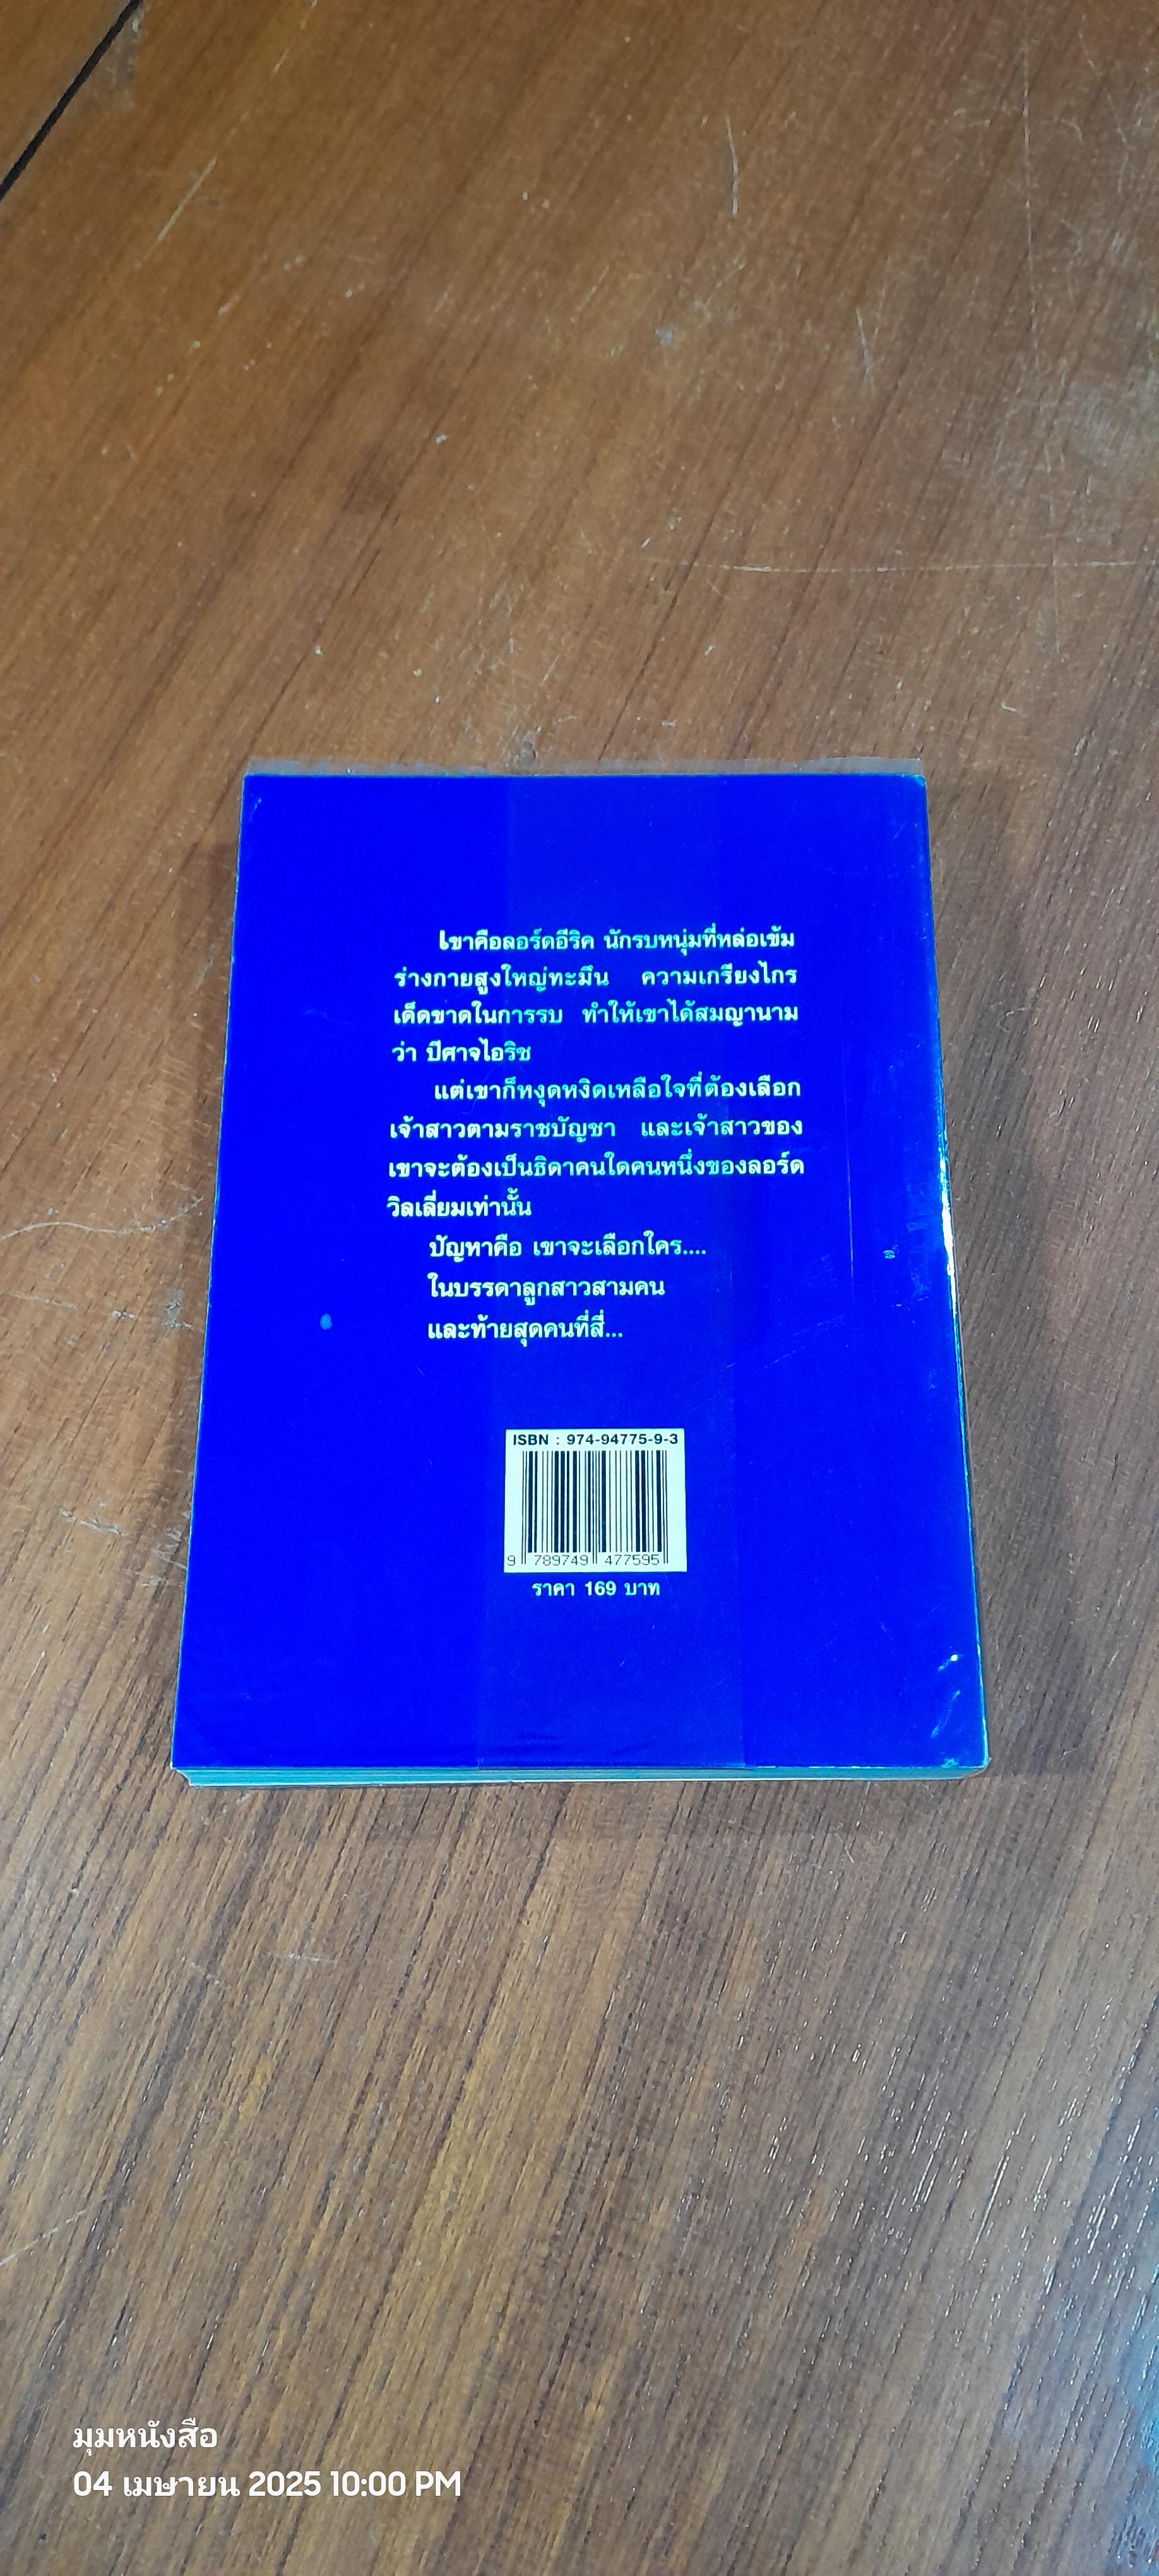 เขาคือลอร์ดอีริค นักรบหนุ่มที่หล่อเข้ม
ร่างกายสูงใหญ่ทะมึน ความเกรียงไกร
เด็ดขาดในการรบ ทำให้เขาได้สมญานาม
ว่า ปีศาจไอริช
แต่เขาก็หงุดหงิดเหลือใจที่ต้องเลือก
เจ้าสาวตามราชบัญชา และเจ้าสาวของ
เขาจะต้องเป็นธิดาคนใดคนหนึ่งของลอร์ด
วิลเลี่ยมเท่านั้น
ปัญหาคือ เขาจะเลือกใคร....
ในบรรดาลูกสาวสามคน
และท้ายสุดคนที่สี่...
ISBN : 974-94775-9-3
9 789749 477595
ราคา 169 บาท
มุมหนังสือ
04 เมษายน 2025 10:00 PM